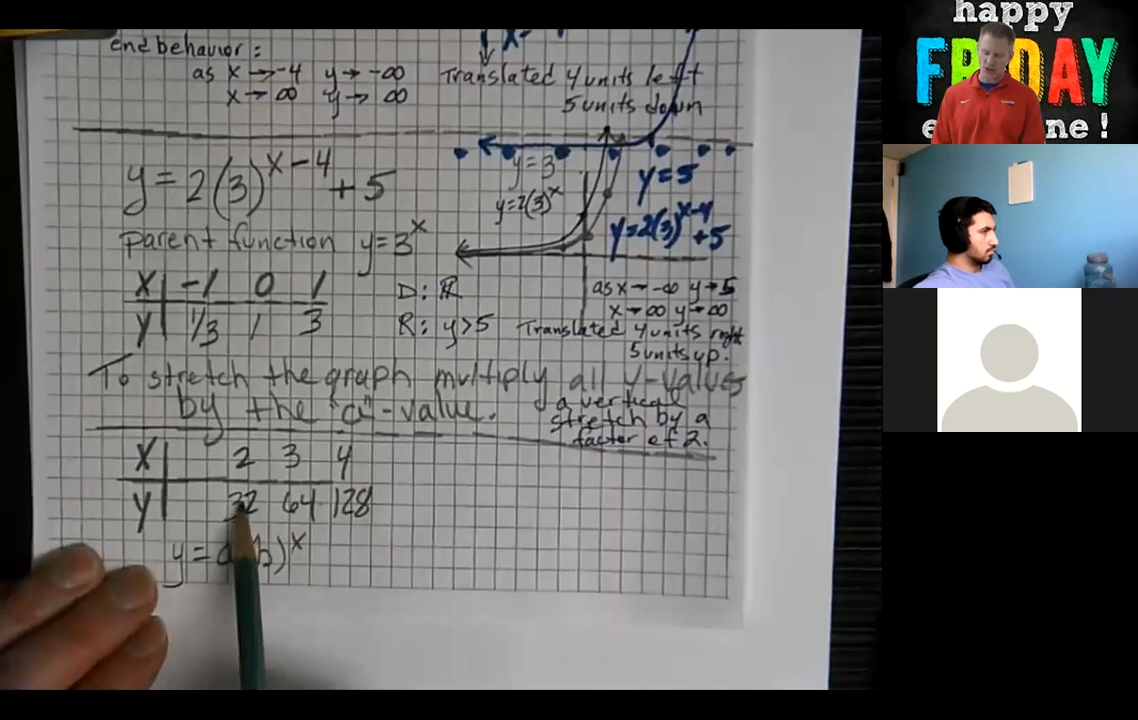 end behavior:
as x → -4 y → -∞
x → ∞ y → ∞
Translated 4 units left
5 units down
y = 2(3)^x-4 + 5
y = 3
y=2(3)^x
y = 5
y=2(3)^x-4 + 5
parent function y = 3^x
X | -1 0 1
Y | 1/3 1 3
D: ℝ
R: y > 5
as x → -∞ y → 5
x → ∞ y → ∞
Translated 4 units right
5 units up.
To stretch the graph multiply all y-values
by the "a"-value.
a vertical
stretch by a
factor of 2.
X | 2 3 4
Y | 32 64 128
y = a(b)^x
happy
FRIDAY